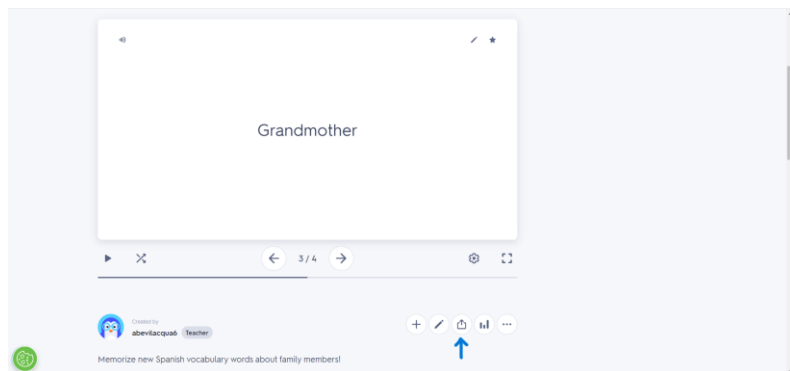 Grandmother
3 / 4
Created by
abevilacqua6 Teacher
Memorize new Spanish vocabulary words about family members!